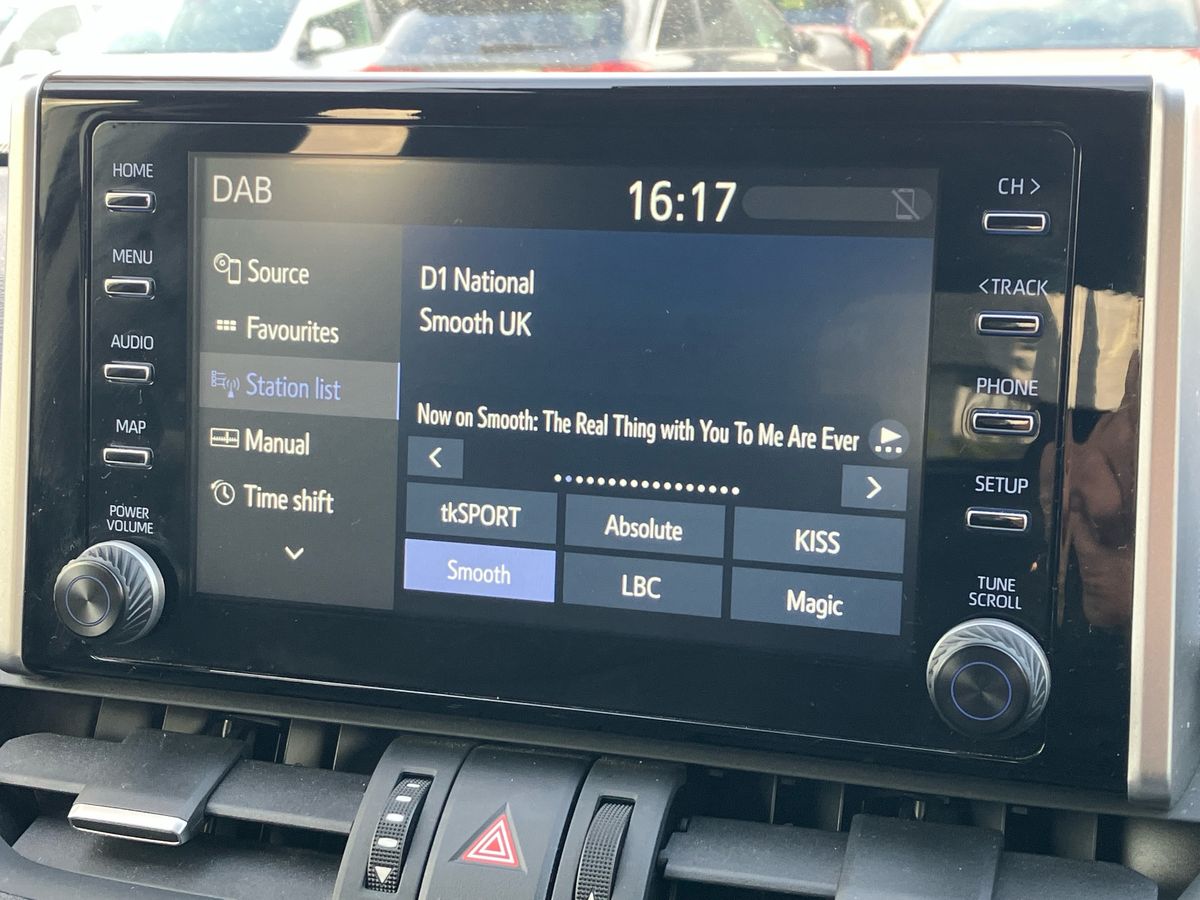 HOME
MENU
AUDIO
MAP
POWER
VOLUME
DAB
16:17
Source
Favourites
Station list
Manual
Time shift
D1 National
Smooth UK
Now on Smooth: The Real Thing with You To Me Are Ever
<
>
tkSPORT
Absolute
KISS
Smooth
LBC
Magic
CH >
<TRACK
PHONE
SETUP
TUNE
SCROLL